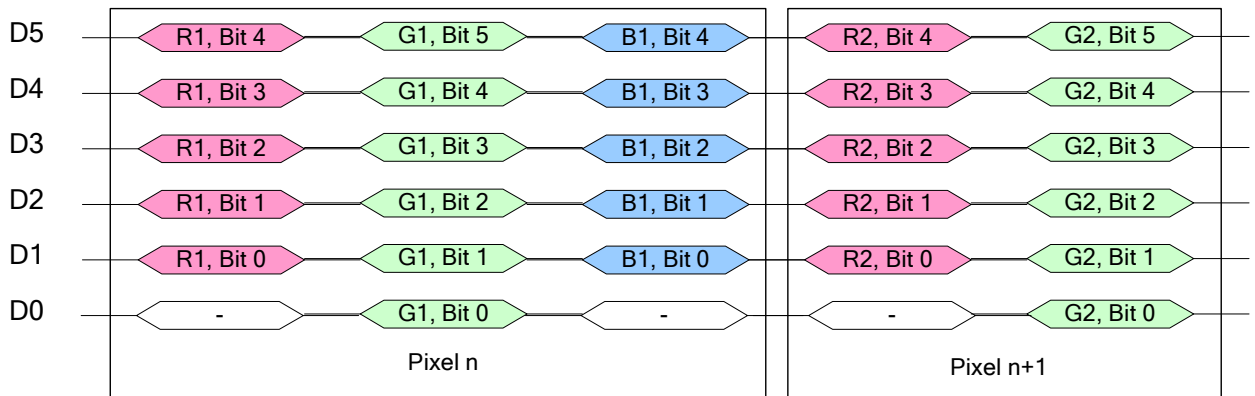 D5 R1, Bit 4 G1, Bit 5 B1, Bit 4 R2, Bit 4 G2, Bit 5
D4 R1, Bit 3 G1, Bit 4 B1, Bit 3 R2, Bit 3 G2, Bit 4
D3 R1, Bit 2 G1, Bit 3 B1, Bit 2 R2, Bit 2 G2, Bit 3
D2 R1, Bit 1 G1, Bit 2 B1, Bit 1 R2, Bit 1 G2, Bit 2
D1 R1, Bit 0 G1, Bit 1 B1, Bit 0 R2, Bit 0 G2, Bit 1
D0 - G1, Bit 0 - - G2, Bit 0
Pixel n Pixel n+1